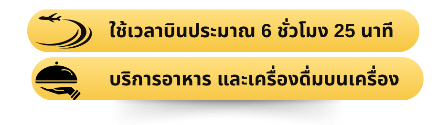 ใช้เวลาบินประมาณ 6 ชั่วโมง 25 นาที
บริการอาหาร และเครื่องดื่มบนเครื่อง